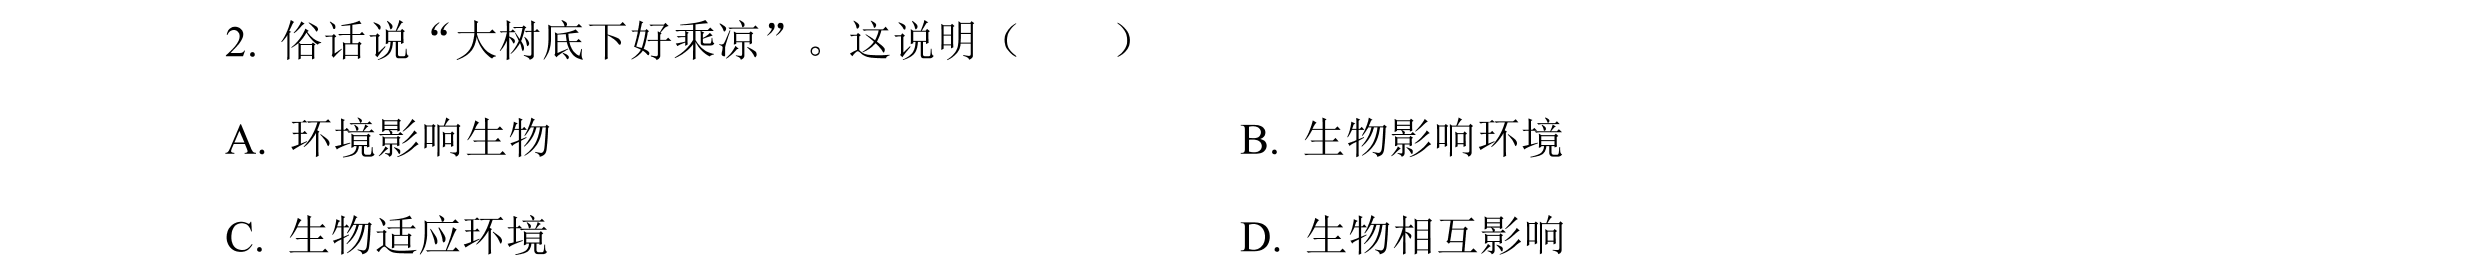 2. 俗话说“大树底下好乘凉”。这说明（　　）
A. 环境影响生物　　B. 生物影响环境
C. 生物适应环境　　D. 生物相互影响